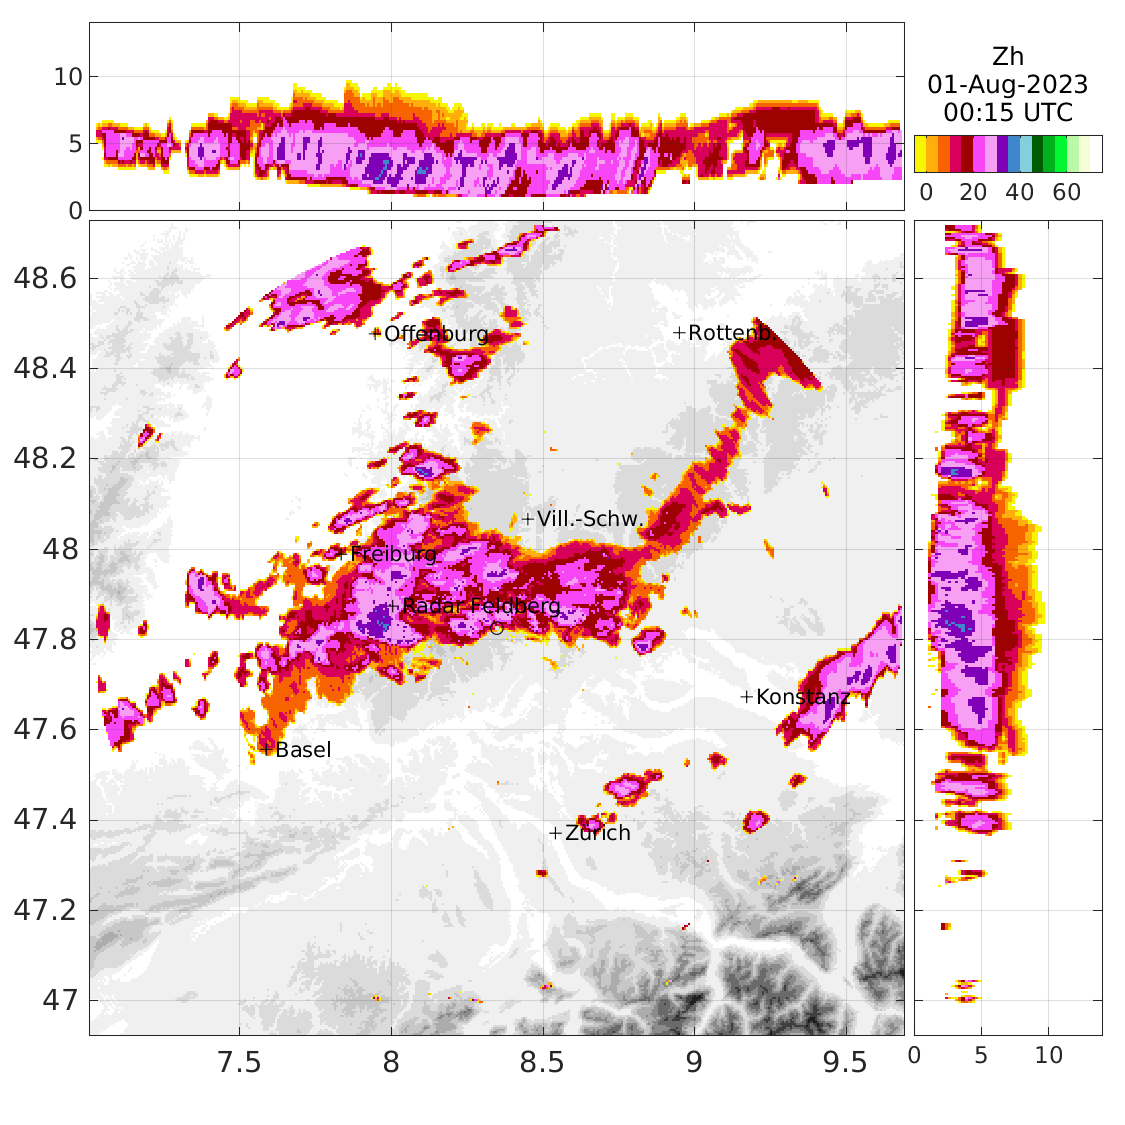 10
5
0
Zh
01-Aug-2023
00:15 UTC
0 20 40 60
48.6
48.4
48.2
48
47.8
47.6
47.4
47.2
47
+Offenburg
+Rottenb.
+Vill.-Schw.
+Freiburg
+Radar Feldberg
+Konstanz
+Basel
+Zurich
7.5 8 8.5 9 9.5
0 5 10